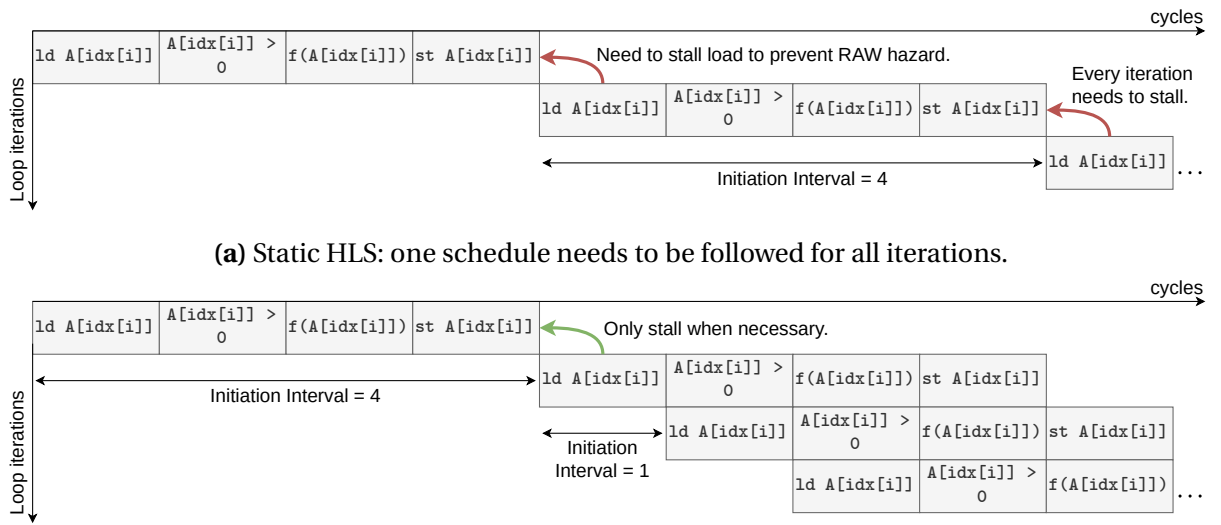 cycles
ld A[idx[i]] A[idx[i]] > 0 f(A[idx[i]]) st A[idx[i]] Need to stall load to prevent RAW hazard.
Every iteration
needs to stall.
ld A[idx[i]] A[idx[i]] > 0 f(A[idx[i]]) st A[idx[i]]
ld A[idx[i]] ...
Initiation Interval = 4
Loop iterations
(a) Static HLS: one schedule needs to be followed for all iterations.
cycles
ld A[idx[i]] A[idx[i]] > 0 f(A[idx[i]]) st A[idx[i]] Only stall when necessary.
Initiation Interval = 4
ld A[idx[i]] A[idx[i]] > 0 f(A[idx[i]]) st A[idx[i]]
Initiation
Interval = 1
ld A[idx[i]] A[idx[i]] > 0 f(A[idx[i]]) st A[idx[i]]
ld A[idx[i]] A[idx[i]] > 0 f(A[idx[i]]) ...
Loop iterations